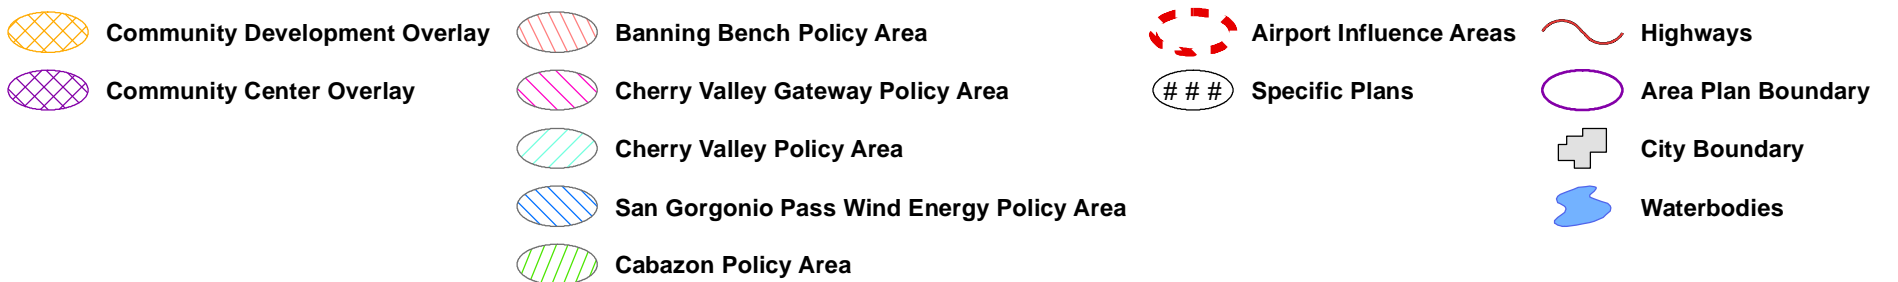 Community Development Overlay
Community Center Overlay
Banning Bench Policy Area
Cherry Valley Gateway Policy Area
Cherry Valley Policy Area
San Gorgonio Pass Wind Energy Policy Area
Cabazon Policy Area
Airport Influence Areas
# # # Specific Plans
Highways
Area Plan Boundary
City Boundary
Waterbodies